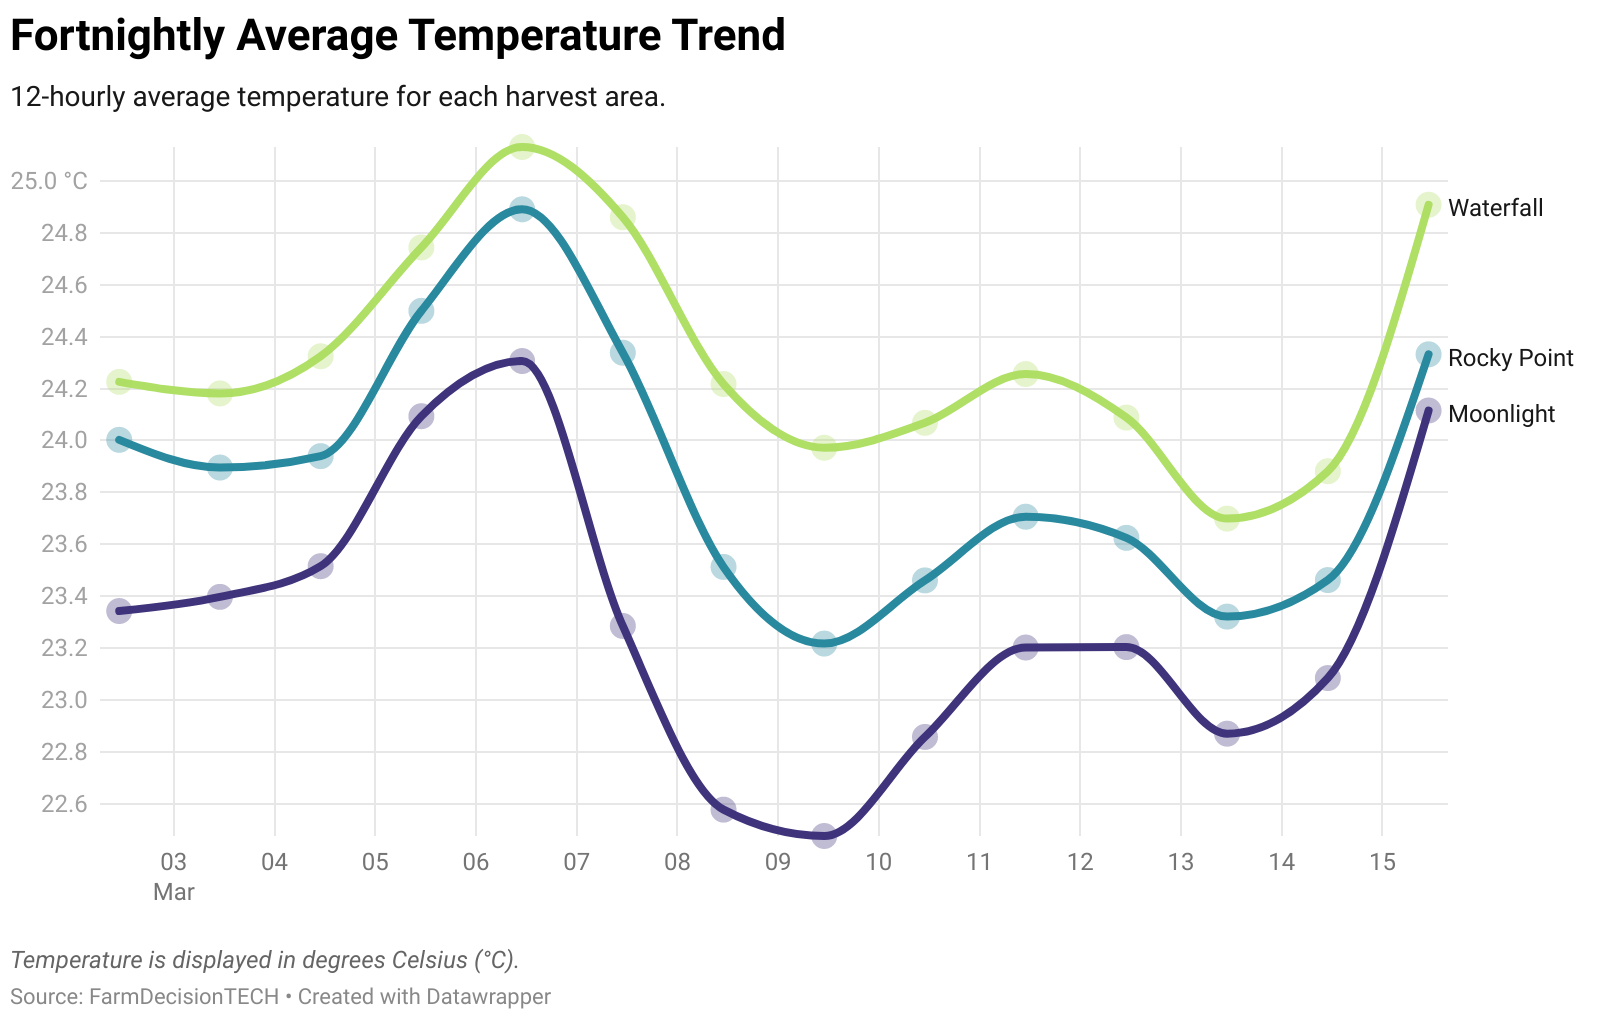 Fortnightly Average Temperature Trend
12-hourly average temperature for each harvest area.
25.0 °C
24.8
24.6
24.4
24.2
24.0
23.8
23.6
23.4
23.2
23.0
22.8
22.6
Waterfall
Rocky Point
Moonlight
03 04 05 06 07 08 09 10 11 12 13 14 15
Mar
Temperature is displayed in degrees Celsius (°C).
Source: FarmDecisionTECH • Created with Datawrapper